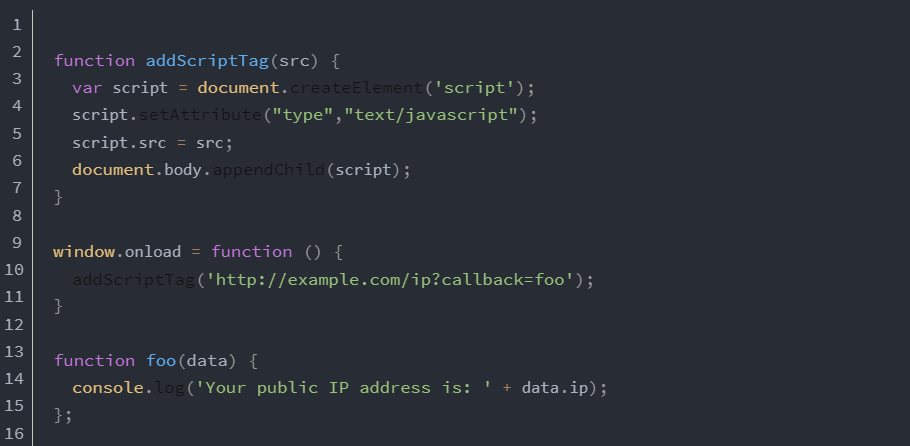 1
2 function addScriptTag(src) {
3   var script = document.createElement('script');
4   script.setAttribute("type","text/javascript");
5   script.src = src;
6   document.body.appendChild(script);
7 }
8
9 window.onload = function () {
10   addScriptTag('http://example.com/ip?callback=foo');
11 }
12
13 function foo(data) {
14   console.log('Your public IP address is: ' + data.ip);
15 };
16